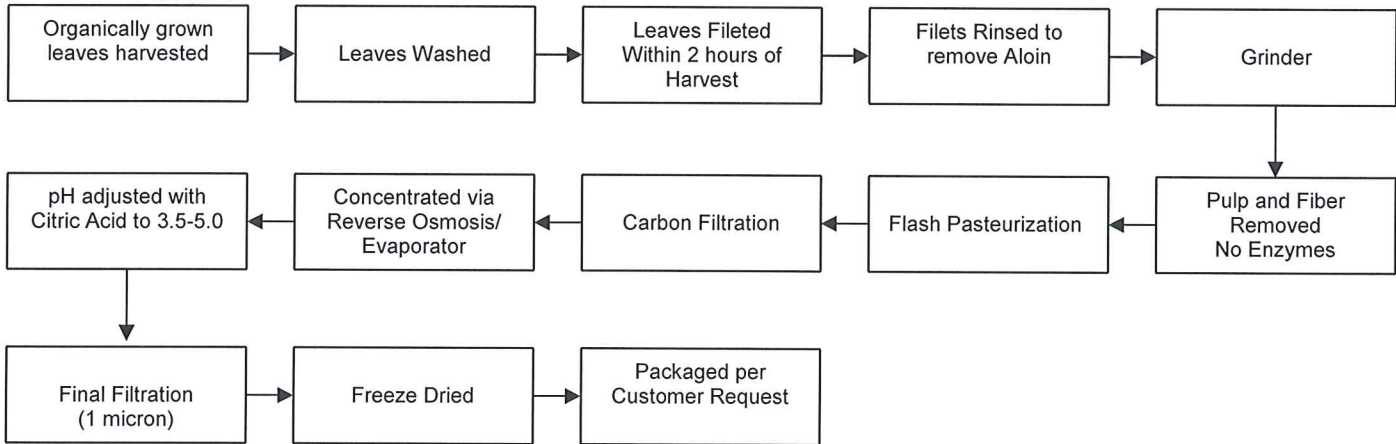 Organically grown
leaves harvested
Leaves Washed
Leaves Fileted
Within 2 hours of
Harvest
Filets Rinsed to
remove Aloin
Grinder
Pulp and Fiber
Removed
No Enzymes
Flash Pasteurization
Carbon Filtration
Concentrated via
Reverse Osmosis/
Evaporator
pH adjusted with
Citric Acid to 3.5-5.0
Final Filtration
(1 micron)
Freeze Dried
Packaged per
Customer Request